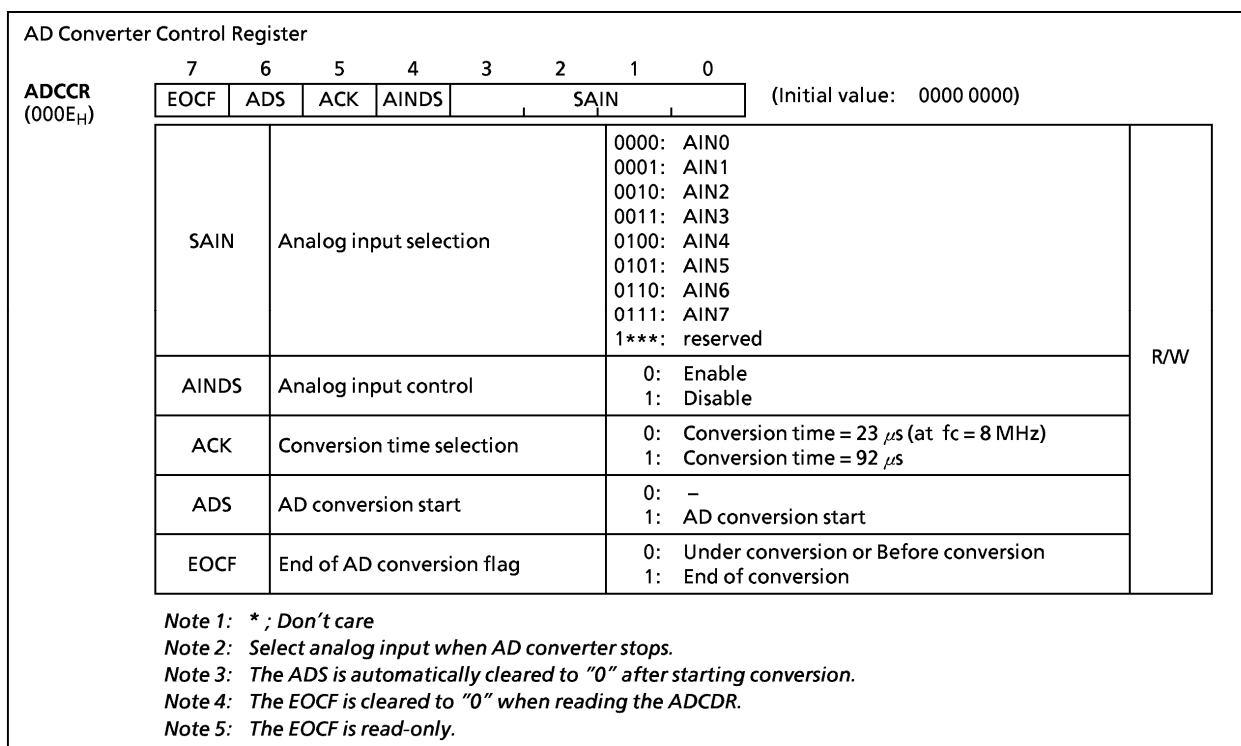 AD Converter Control Register
7 6 5 4 3 2 1 0
ADCCR
(000EH)
EOCF ADS ACK AINDS SAIN (Initial value: 0000 0000)
SAIN Analog input selection
0000: AIN0
0001: AIN1
0010: AIN2
0011: AIN3
0100: AIN4
0101: AIN5
0110: AIN6
0111: AIN7
1***: reserved
R/W
AINDS Analog input control
0: Enable
1: Disable
ACK Conversion time selection
0: Conversion time = 23 μs (at fc = 8 MHz)
1: Conversion time = 92 μs
ADS AD conversion start
0: –
1: AD conversion start
EOCF End of AD conversion flag
0: Under conversion or Before conversion
1: End of conversion
Note 1: * ; Don't care
Note 2: Select analog input when AD converter stops.
Note 3: The ADS is automatically cleared to "0" after starting conversion.
Note 4: The EOCF is cleared to "0" when reading the ADCDR.
Note 5: The EOCF is read-only.